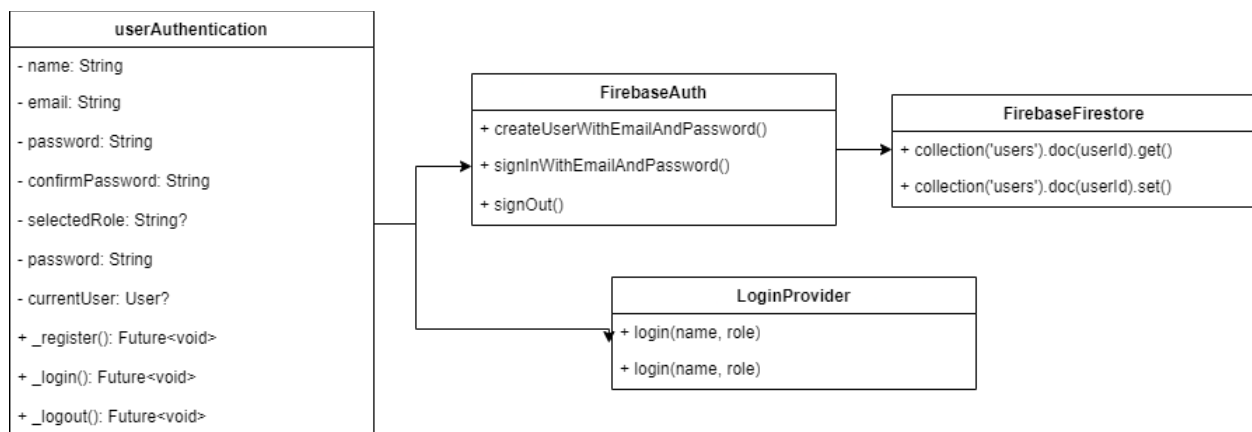 userAuthentication
- name: String
- email: String
- password: String
- confirmPassword: String
- selectedRole: String?
- password: String
- currentUser: User?
+ _register(): Future<void>
+ _login(): Future<void>
+ _logout(): Future<void>
FirebaseAuth
+ createUserWithEmailAndPassword()
+ signInWithEmailAndPassword()
+ signOut()
FirebaseFirestore
+ collection('users').doc(userId).get()
+ collection('users').doc(userId).set()
LoginProvider
+ login(name, role)
+ login(name, role)